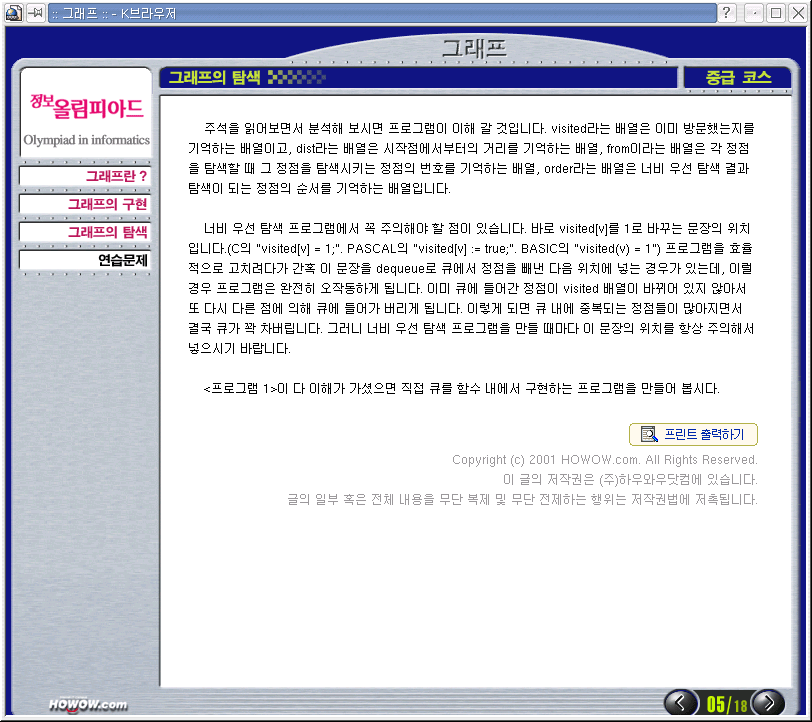 :: 그래프 :: - K브라우저
그래프
그래프의 탐색
중급 코스
정보올림피아드
Olympiad in informatics
그래프란 ?
그래프의 구현
그래프의 탐색
연습문제
주석을 읽어보면서 분석해 보시면 프로그램이 이해 갈 것입니다. visited라는 배열은 이미 방문했는지를
기억하는 배열이고, dist라는 배열은 시작점에서부터의 거리를 기억하는 배열, from이라는 배열은 각 정점
을 탐색할 때 그 정점을 탐색시키는 정점의 번호를 기억하는 배열, order라는 배열은 너비 우선 탐색 결과
탐색이 되는 정점의 순서를 기억하는 배열입니다.
너비 우선 탐색 프로그램에서 꼭 주의해야 할 점이 있습니다. 바로 visited[v]를 1로 바꾸는 문장의 위치
입니다.(C의 "visited[v] = 1;". PASCAL의 "visited[v] := true;". BASIC의 "visited(v) = 1") 프로그램을 효율
적으로 고치려다가 간혹 이 문장을 dequeue로 큐에서 정점을 빼낸 다음 위치에 넣는 경우가 있는데, 이럴
경우 프로그램은 완전히 오작동하게 됩니다. 이미 큐에 들어간 정점이 visited 배열이 바뀌어 있지 않아서
또 다시 다른 점에 의해 큐에 들어가 버리게 됩니다. 이렇게 되면 큐 내에 중복되는 정점들이 많아지면서
결국 큐가 꽉 차버립니다. 그러니 너비 우선 탐색 프로그램을 만들 때마다 이 문장의 위치를 항상 주의해서
넣으시기 바랍니다.
<프로그램 1>이 다 이해가 가셨으면 직접 큐를 함수 내에서 구현하는 프로그램을 만들어 봅시다.
프린트 출력하기
Copyright (c) 2001 HOWOW.com. All Rights Reserved.
이 글의 저작권은 (주)하우와우닷컴에 있습니다.
글의 일부 혹은 전체 내용을 무단 복제 및 무단 전제하는 행위는 저작권법에 저촉됩니다.
HOWOW.com
05/18